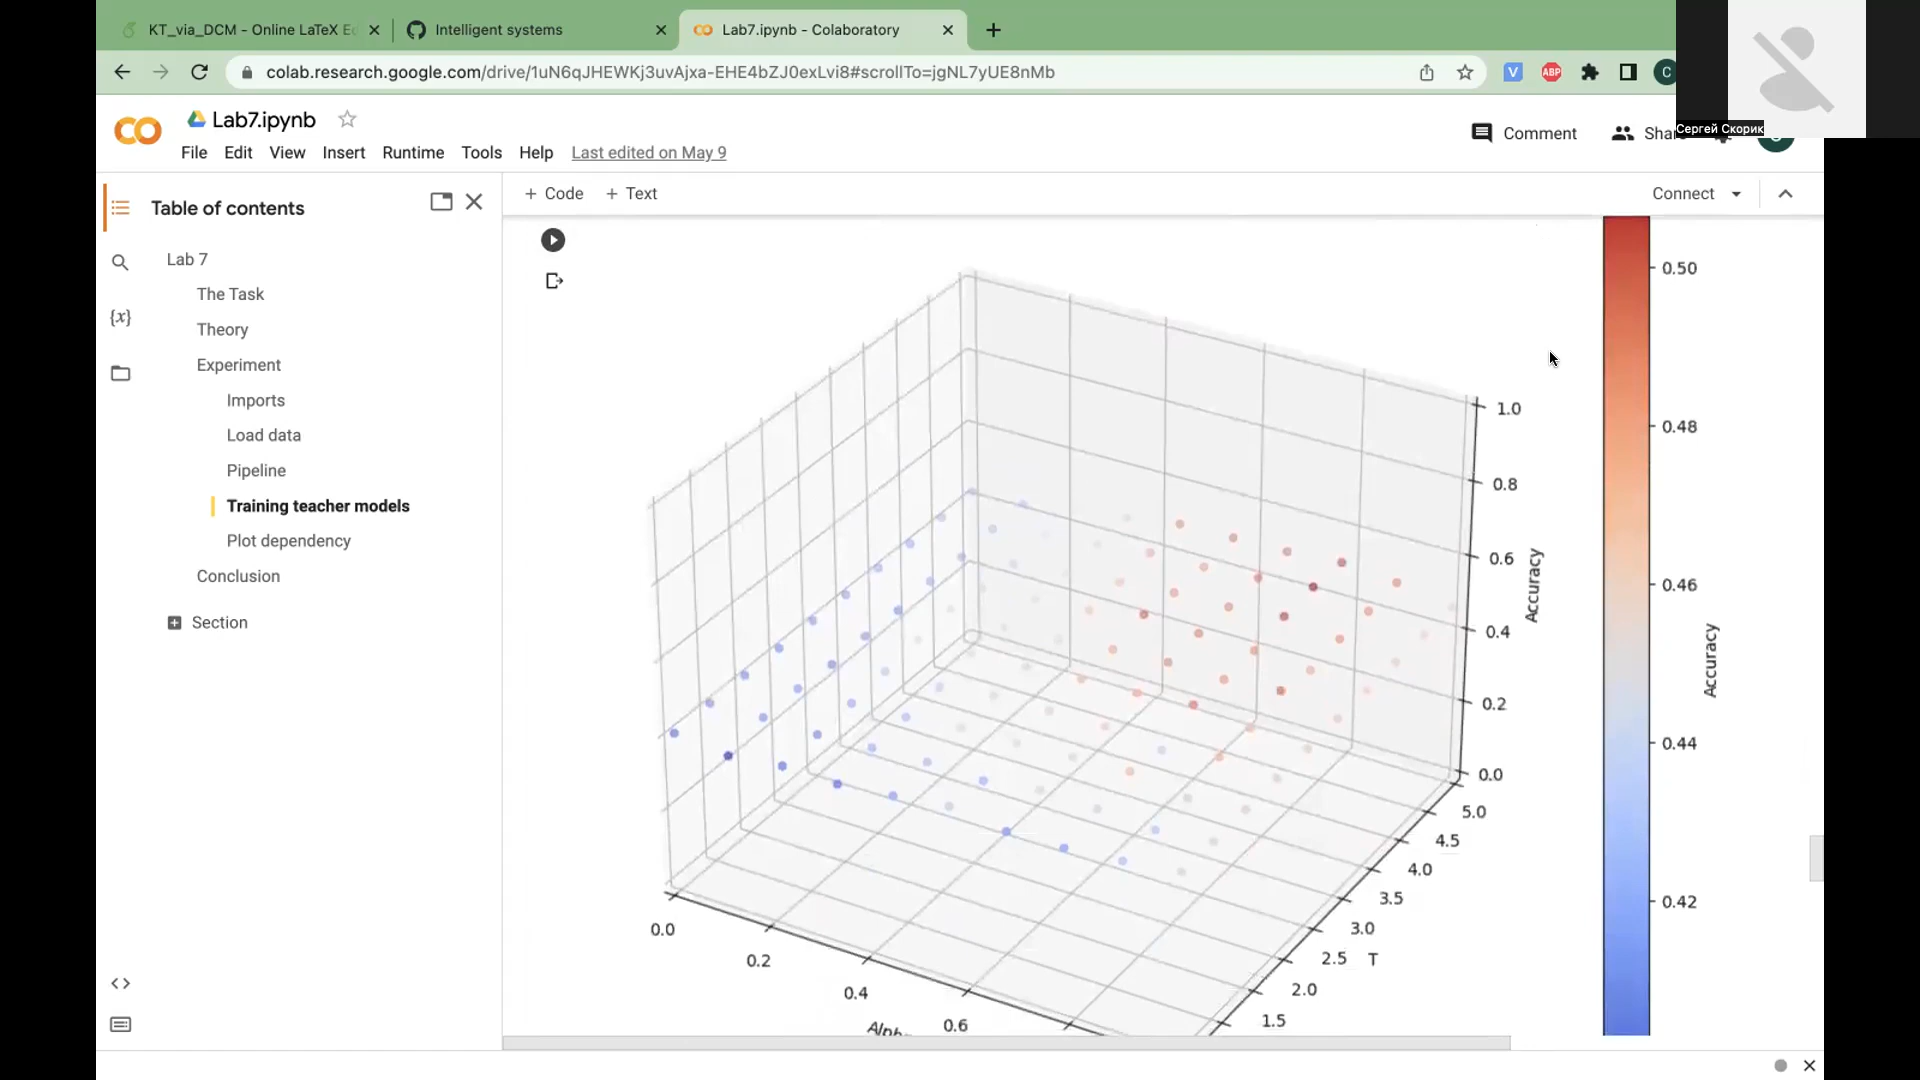 KT_via_DCM - Online LaTeX Ed
Intelligent systems
Lab7.ipynb - Colaboratory
colab.research.google.com/drive/1uN6qJHEWKj3uvAjxa-EHE4bZJ0exLvi8#scrollTo=jgNL7yUE8nMb
V
ABP
C
Сергей Скорик
CO
Lab7.ipynb
Comment
Share
File Edit View Insert Runtime Tools Help Last edited on May 9
Table of contents
+ Code + Text
Connect
Lab 7
The Task
Theory
Experiment
Imports
Load data
Pipeline
Training teacher models
Plot dependency
Conclusion
Section
{x}
0.50
0.48
0.46
0.44
0.42
Accuracy
1.0
0.8
0.6
0.4
0.2
0.0
Accuracy
5.0
4.5
4.0
3.5
3.0
2.5
2.0
1.5
T
0.0
0.2
0.4
0.6